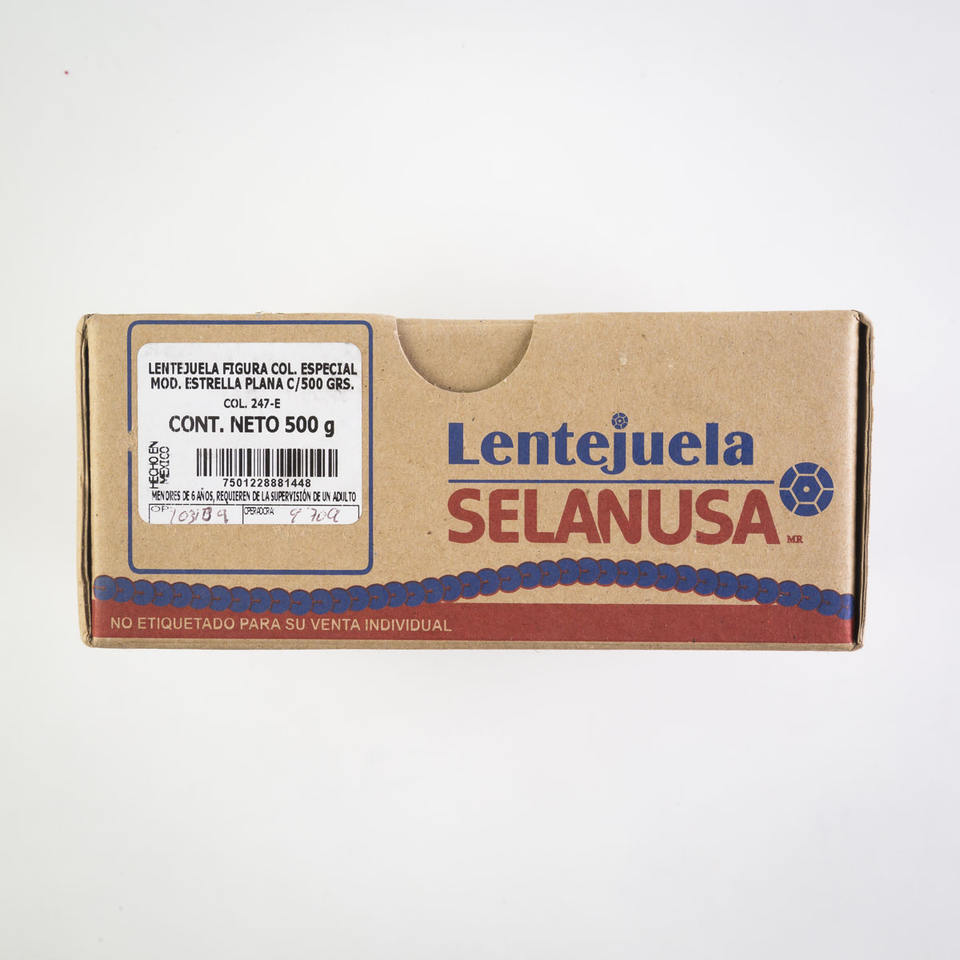 LENTEJUELA FIGURA COL. ESPECIAL
MOD. ESTRELLA PLANA C/500 GRS.
COL. 247-E
CONT. NETO 500 g
HECHO EN
MEXICO
7501228881448
MENORES DE 6 AÑOS, REQUIEREN DE LA SUPERVISIÓN DE UN ADULTO
OP OPERADORA:
Lentejuela
SELANUSA MR
NO ETIQUETADO PARA SU VENTA INDIVIDUAL